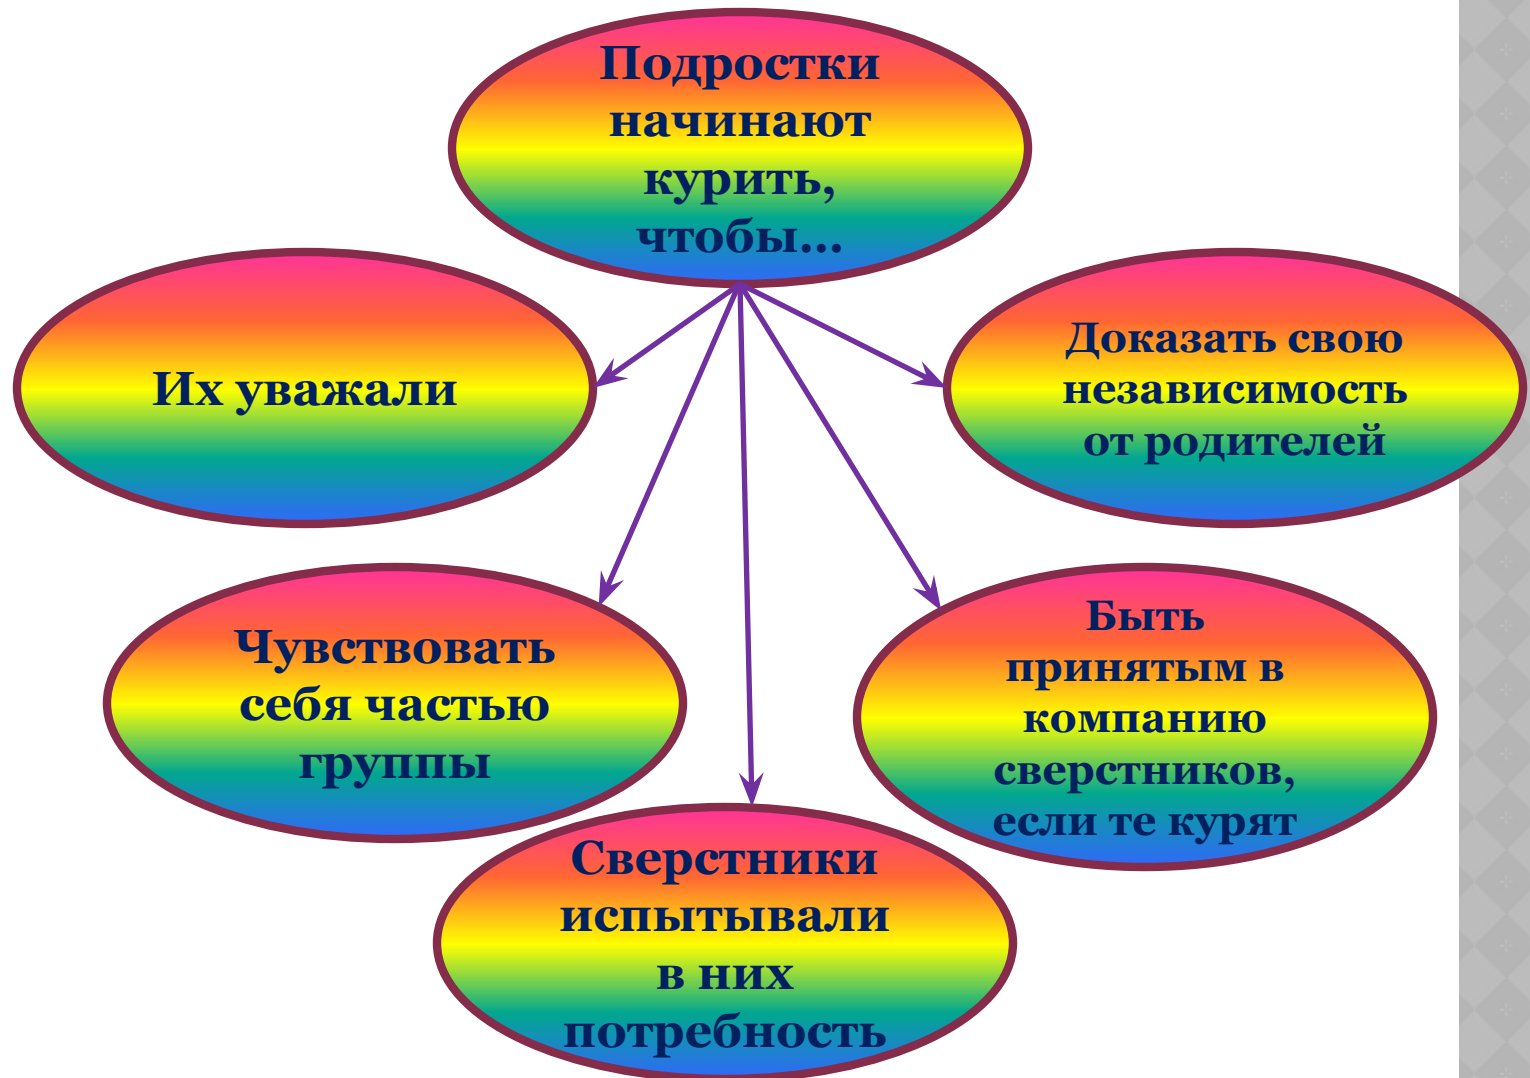 Подростки
начинают
курить,
чтобы...
Их уважали
Доказать свою
независимость
от родителей
Чувствовать
себя частью
группы
Быть
принятым в
компанию
сверстников,
если те курят
Сверстники
испытывали
в них
потребность